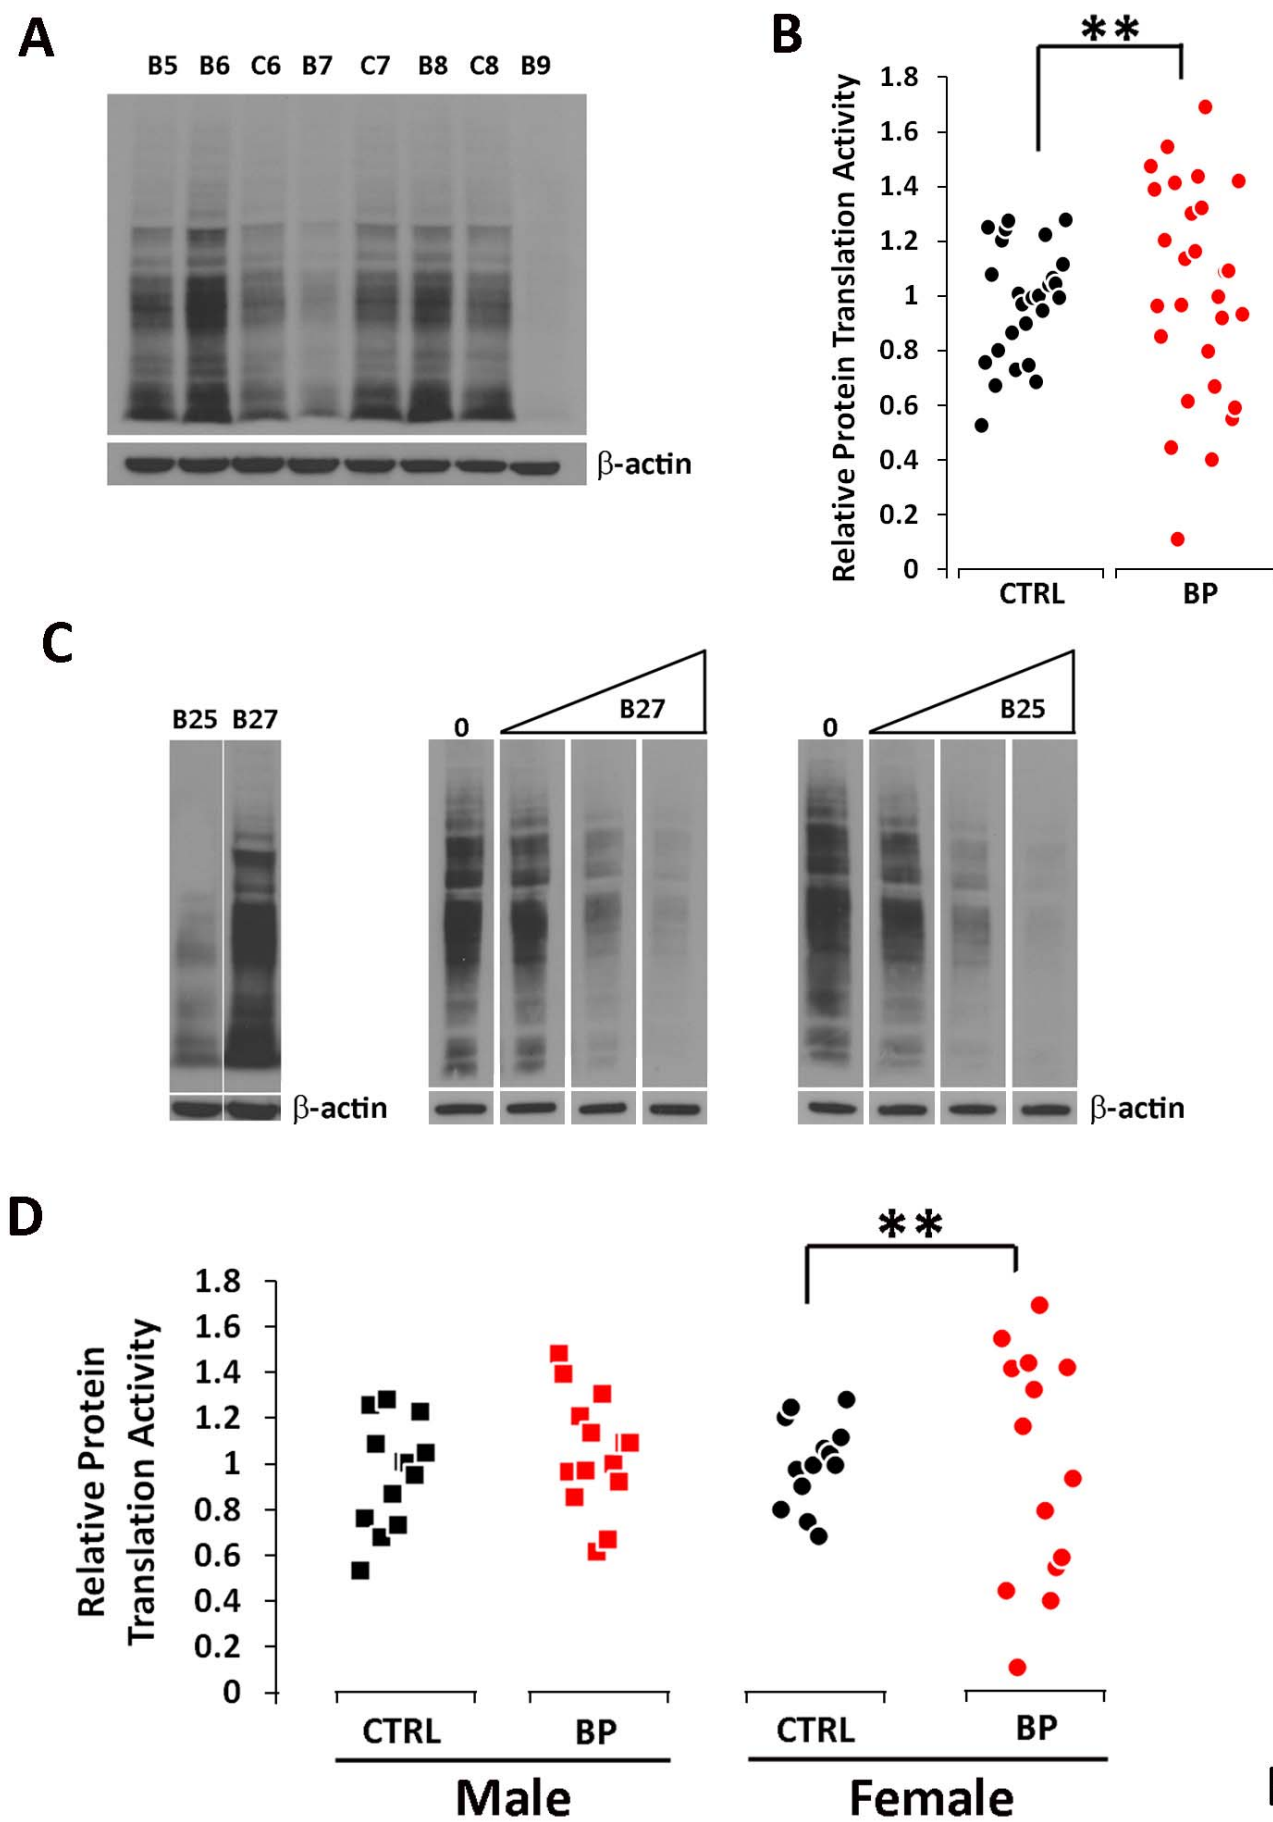 A
B5 B6 C6 B7 C7 B8 C8 B9
β-actin
B
**
Relative Protein Translation Activity
1.8
1.6
1.4
1.2
1
0.8
0.6
0.4
0.2
0
CTRL BP
C
B25 B27
β-actin
0 B27
0 B25
β-actin
D
**
Relative Protein
Translation Activity
1.8
1.6
1.4
1.2
1
0.8
0.6
0.4
0.2
0
CTRL BP CTRL BP
Male Female